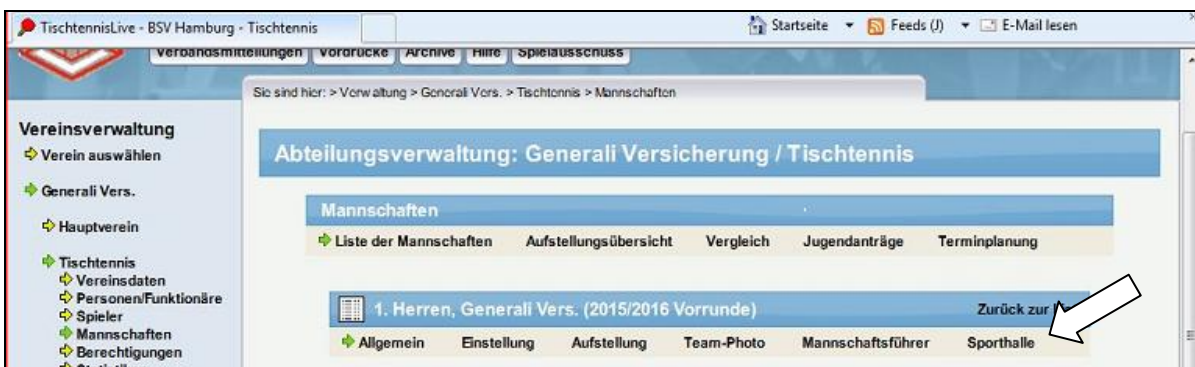 TischtennisLive - BSV Hamburg - Tischtennis
Startseite Feeds (J) E-Mail lesen
Verbandsmitteilungen Vordrucke Archive Hilfe Spielausschuss
Sie sind hier: > Verwaltung > Generali Vers. > Tischtennis > Mannschaften
Vereinsverwaltung
Verein auswählen
Generali Vers.
Hauptverein
Tischtennis
Vereinsdaten
Personen/Funktionäre
Spieler
Mannschaften
Berechtigungen
Abteilungsverwaltung: Generali Versicherung / Tischtennis
Mannschaften
Liste der Mannschaften Aufstellungsübersicht Vergleich Jugendanträge Terminplanung
1. Herren, Generali Vers. (2015/2016 Vorrunde) Zurück zur
Allgemein Einstellung Aufstellung Team-Photo Mannschaftsführer Sporthalle